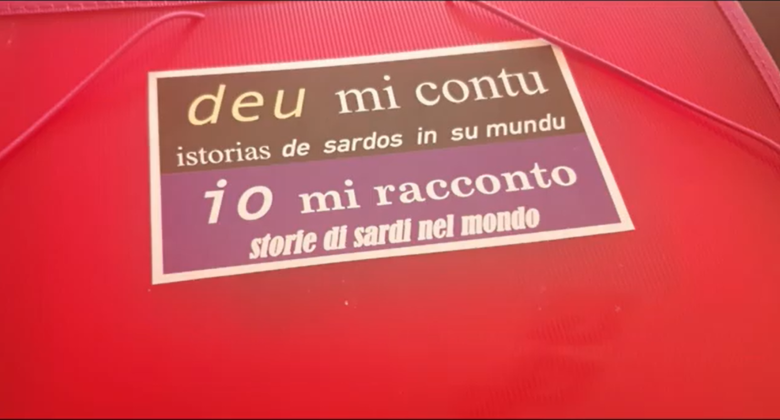 deu mi contu
istorias de sardos in su mundu
io mi racconto
storie di sardi nel mondo